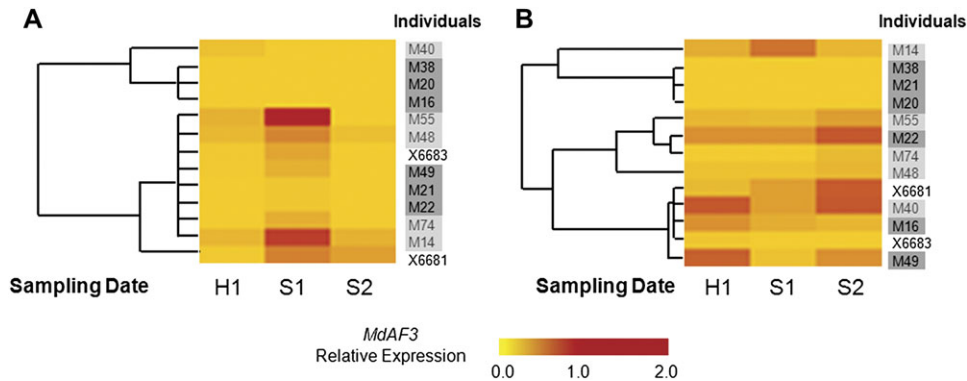 A
Individuals
M40
M38
M20
M16
M55
M48
X6683
M49
M21
M22
M74
M14
X6681
Sampling Date H1 S1 S2
B
Individuals
M14
M38
M21
M20
M55
M22
M74
M48
X6681
M40
M16
X6683
M49
Sampling Date H1 S1 S2
MdAF3
Relative Expression
0.0 1.0 2.0